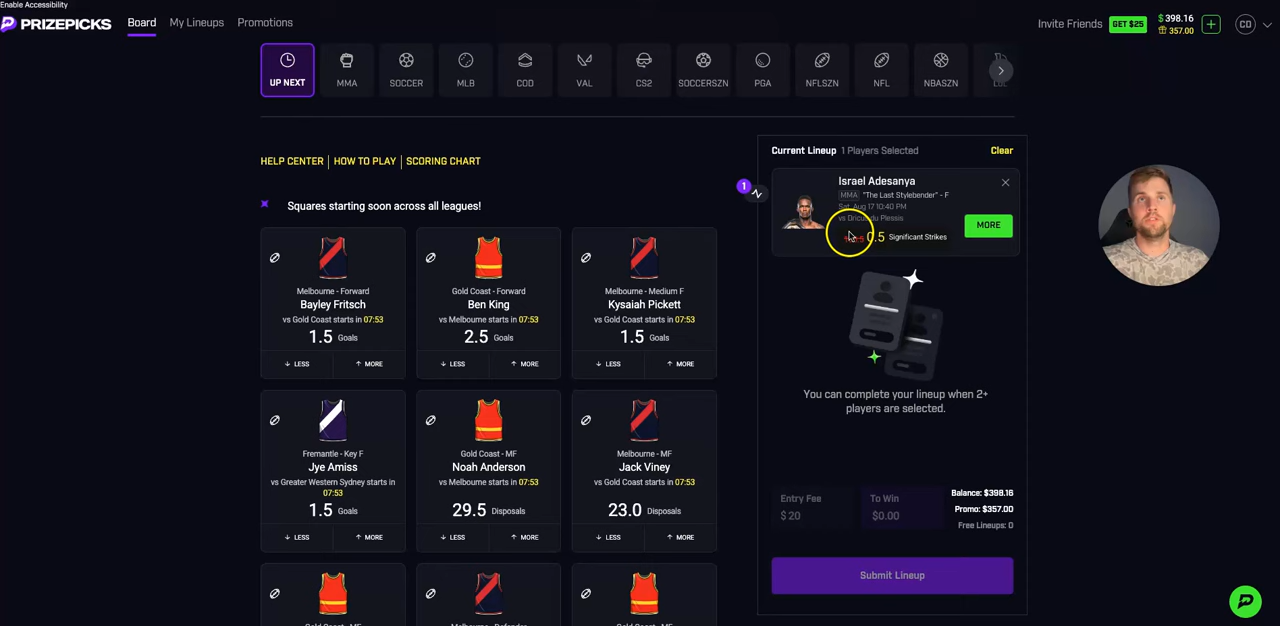 Enable Accessibility
PRIZEPICKS
Board
My Lineups
Promotions
Invite Friends
GET $25
$ 398.16
357.00
CD
UP NEXT
MMA
SOCCER
MLB
COD
VAL
CS2
SOCCERSZN
PGA
NFLSZN
NFL
NBASZN
HELP CENTER | HOW TO PLAY | SCORING CHART
Squares starting soon across all leagues!
Melbourne - Forward
Bayley Fritsch
vs Gold Coast starts in 07:53
1.5 Goals
LESS
MORE
Gold Coast - Forward
Ben King
vs Melbourne starts in 07:53
2.5 Goals
LESS
MORE
Melbourne - Medium F
Kysaiah Pickett
vs Gold Coast starts in 07:53
1.5 Goals
LESS
MORE
Fremantle - Key F
Jye Amiss
vs Greater Western Sydney starts in
07:53
1.5 Goals
LESS
MORE
Gold Coast - MF
Noah Anderson
vs Melbourne starts in 07:53
29.5 Disposals
LESS
MORE
Melbourne - MF
Jack Viney
vs Gold Coast starts in 07:53
23.0 Disposals
LESS
MORE
Current Lineup 1 Players Selected
Clear
1
Israel Adesanya
MMA "The Last Stylebender" - F
Sat, Aug 17 10:40 PM
vs Dricus du Plessis
0.5 Significant Strikes
MORE
You can complete your lineup when 2+
players are selected.
Entry Fee
$ 20
To Win
$0.00
Balance: $398.16
Promo: $357.00
Free Lineups: 0
Submit Lineup